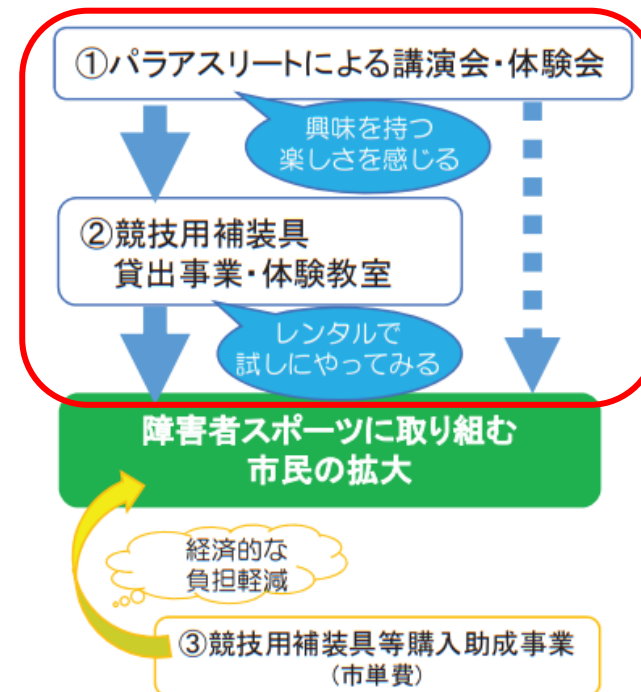 ①パラアスリートによる講演会・体験会
興味を持つ
楽しさを感じる
②競技用補装具
貸出事業・体験教室
レンタルで
試しにやってみる
障害者スポーツに取り組む
市民の拡大
経済的な
負担軽減
③競技用補装具等購入助成事業
(市単費)